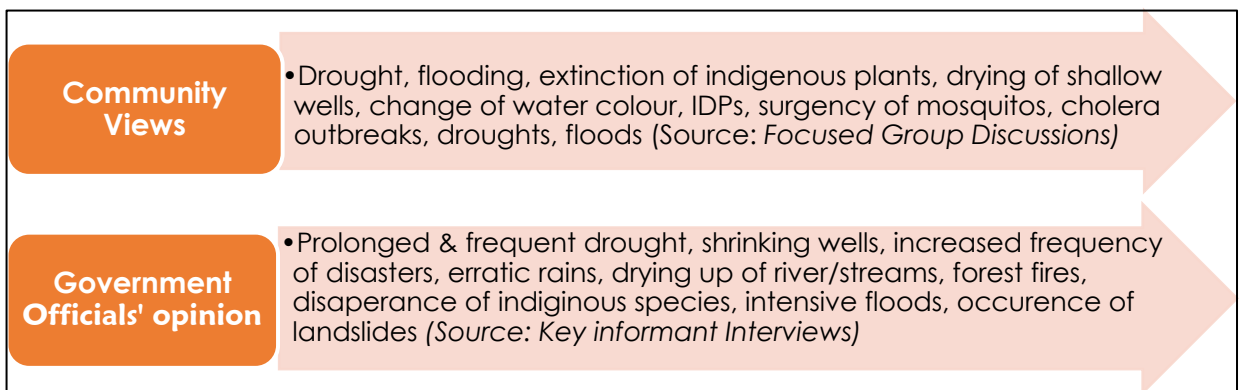 Community
Views
•Drought, flooding, extinction of indigenous plants, drying of shallow
wells, change of water colour, IDPs, surgency of mosquitos, cholera
outbreaks, droughts, floods (Source: Focused Group Discussions)
Government
Officials' opinion
•Prolonged & frequent drought, shrinking wells, increased frequency
of disasters, erratic rains, drying up of river/streams, forest fires,
disaperance of indiginous species, intensive floods, occurence of
landslides (Source: Key informant Interviews)